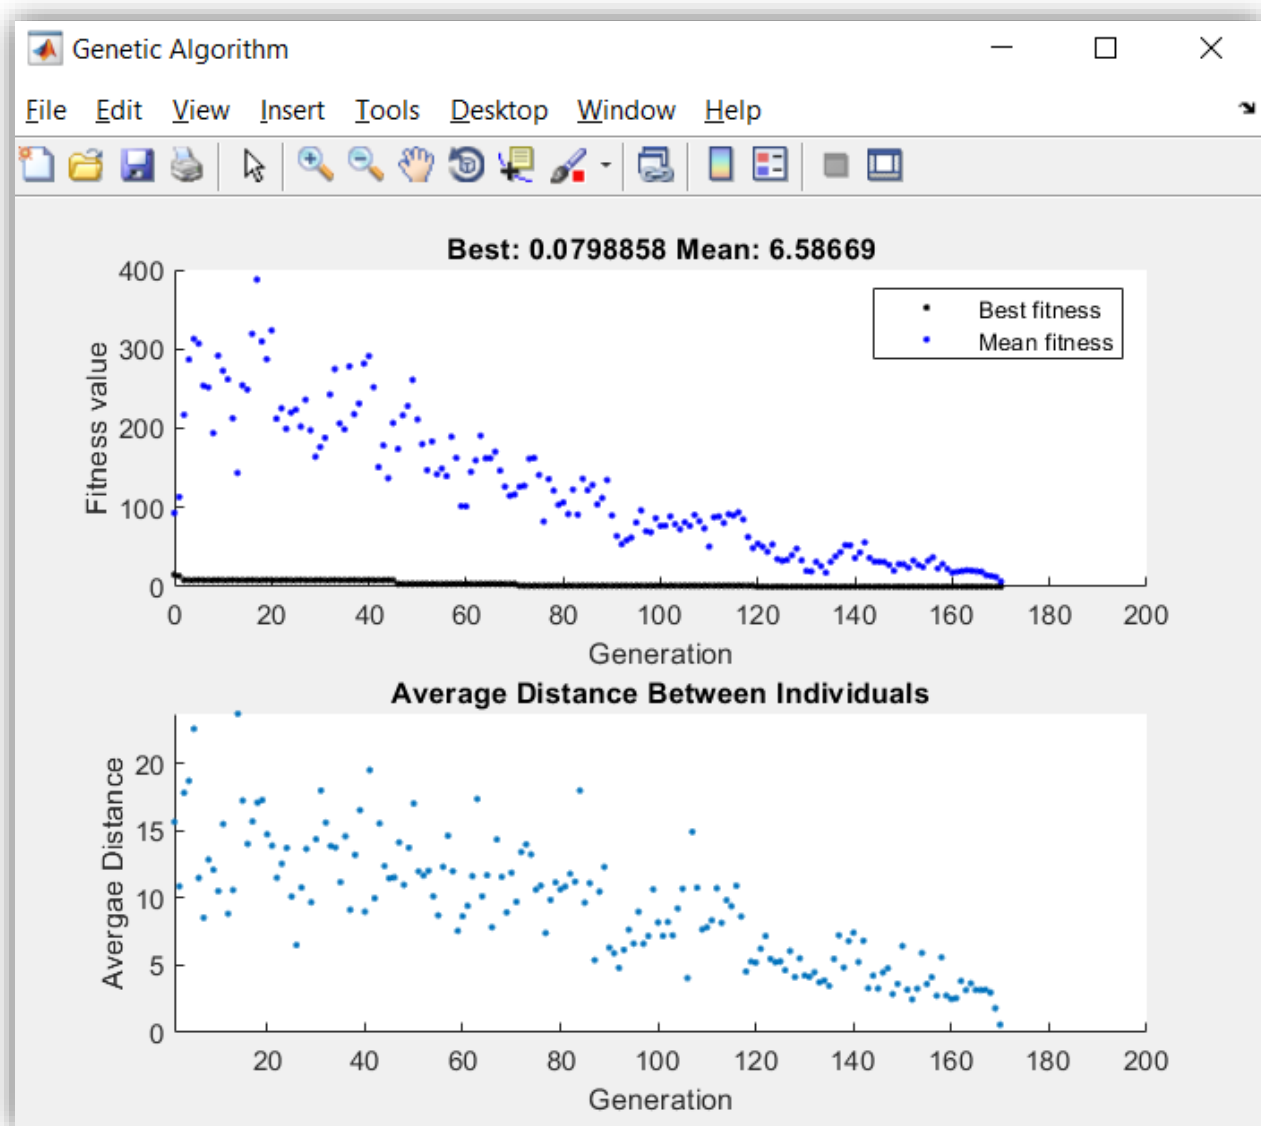 Genetic Algorithm
File Edit View Insert Tools Desktop Window Help
Best: 0.0798858 Mean: 6.58669
400
300
200
100
0
Fitness value
Best fitness
Mean fitness
0 20 40 60 80 100 120 140 160 180 200
Generation
Average Distance Between Individuals
20
15
10
5
0
Avergae Distance
20 40 60 80 100 120 140 160 180 200
Generation